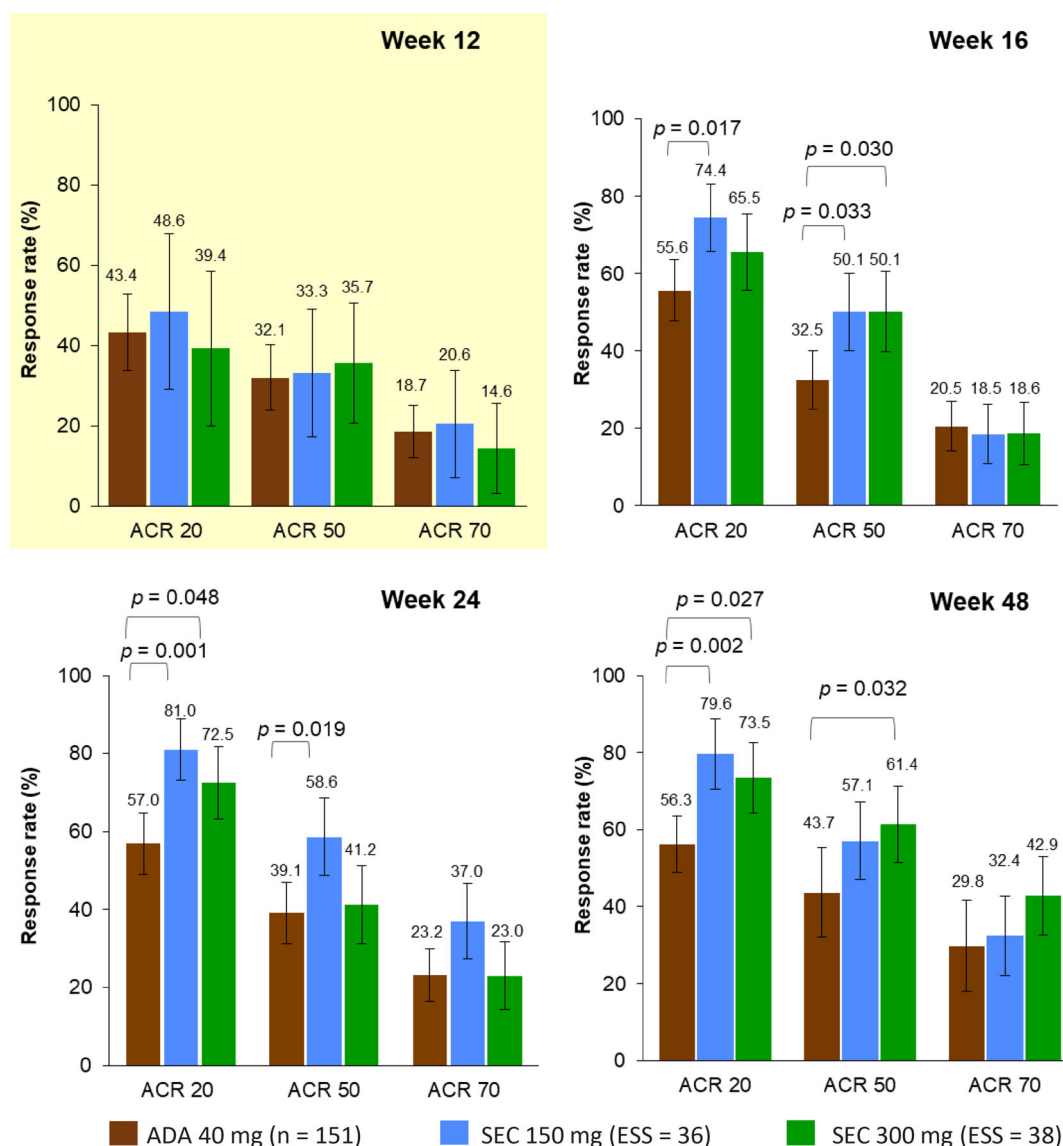 Week 12
Response rate (%)
100
80
60
40
20
0
43.4
48.6
39.4
32.1
33.3
35.7
18.7
20.6
14.6
ACR 20 ACR 50 ACR 70
Week 16
Response rate (%)
100
80
60
40
20
0
p = 0.017
p = 0.030
p = 0.033
55.6
74.4
65.5
32.5
50.1
50.1
20.5
18.5
18.6
ACR 20 ACR 50 ACR 70
Week 24
Response rate (%)
100
80
60
40
20
0
p = 0.048
p = 0.001
p = 0.019
57.0
81.0
72.5
39.1
58.6
41.2
23.2
37.0
23.0
ACR 20 ACR 50 ACR 70
Week 48
Response rate (%)
100
80
60
40
20
0
p = 0.027
p = 0.002
p = 0.032
56.3
79.6
73.5
43.7
57.1
61.4
29.8
32.4
42.9
ACR 20 ACR 50 ACR 70
ADA 40 mg (n = 151) SEC 150 mg (ESS = 36) SEC 300 mg (ESS = 38)